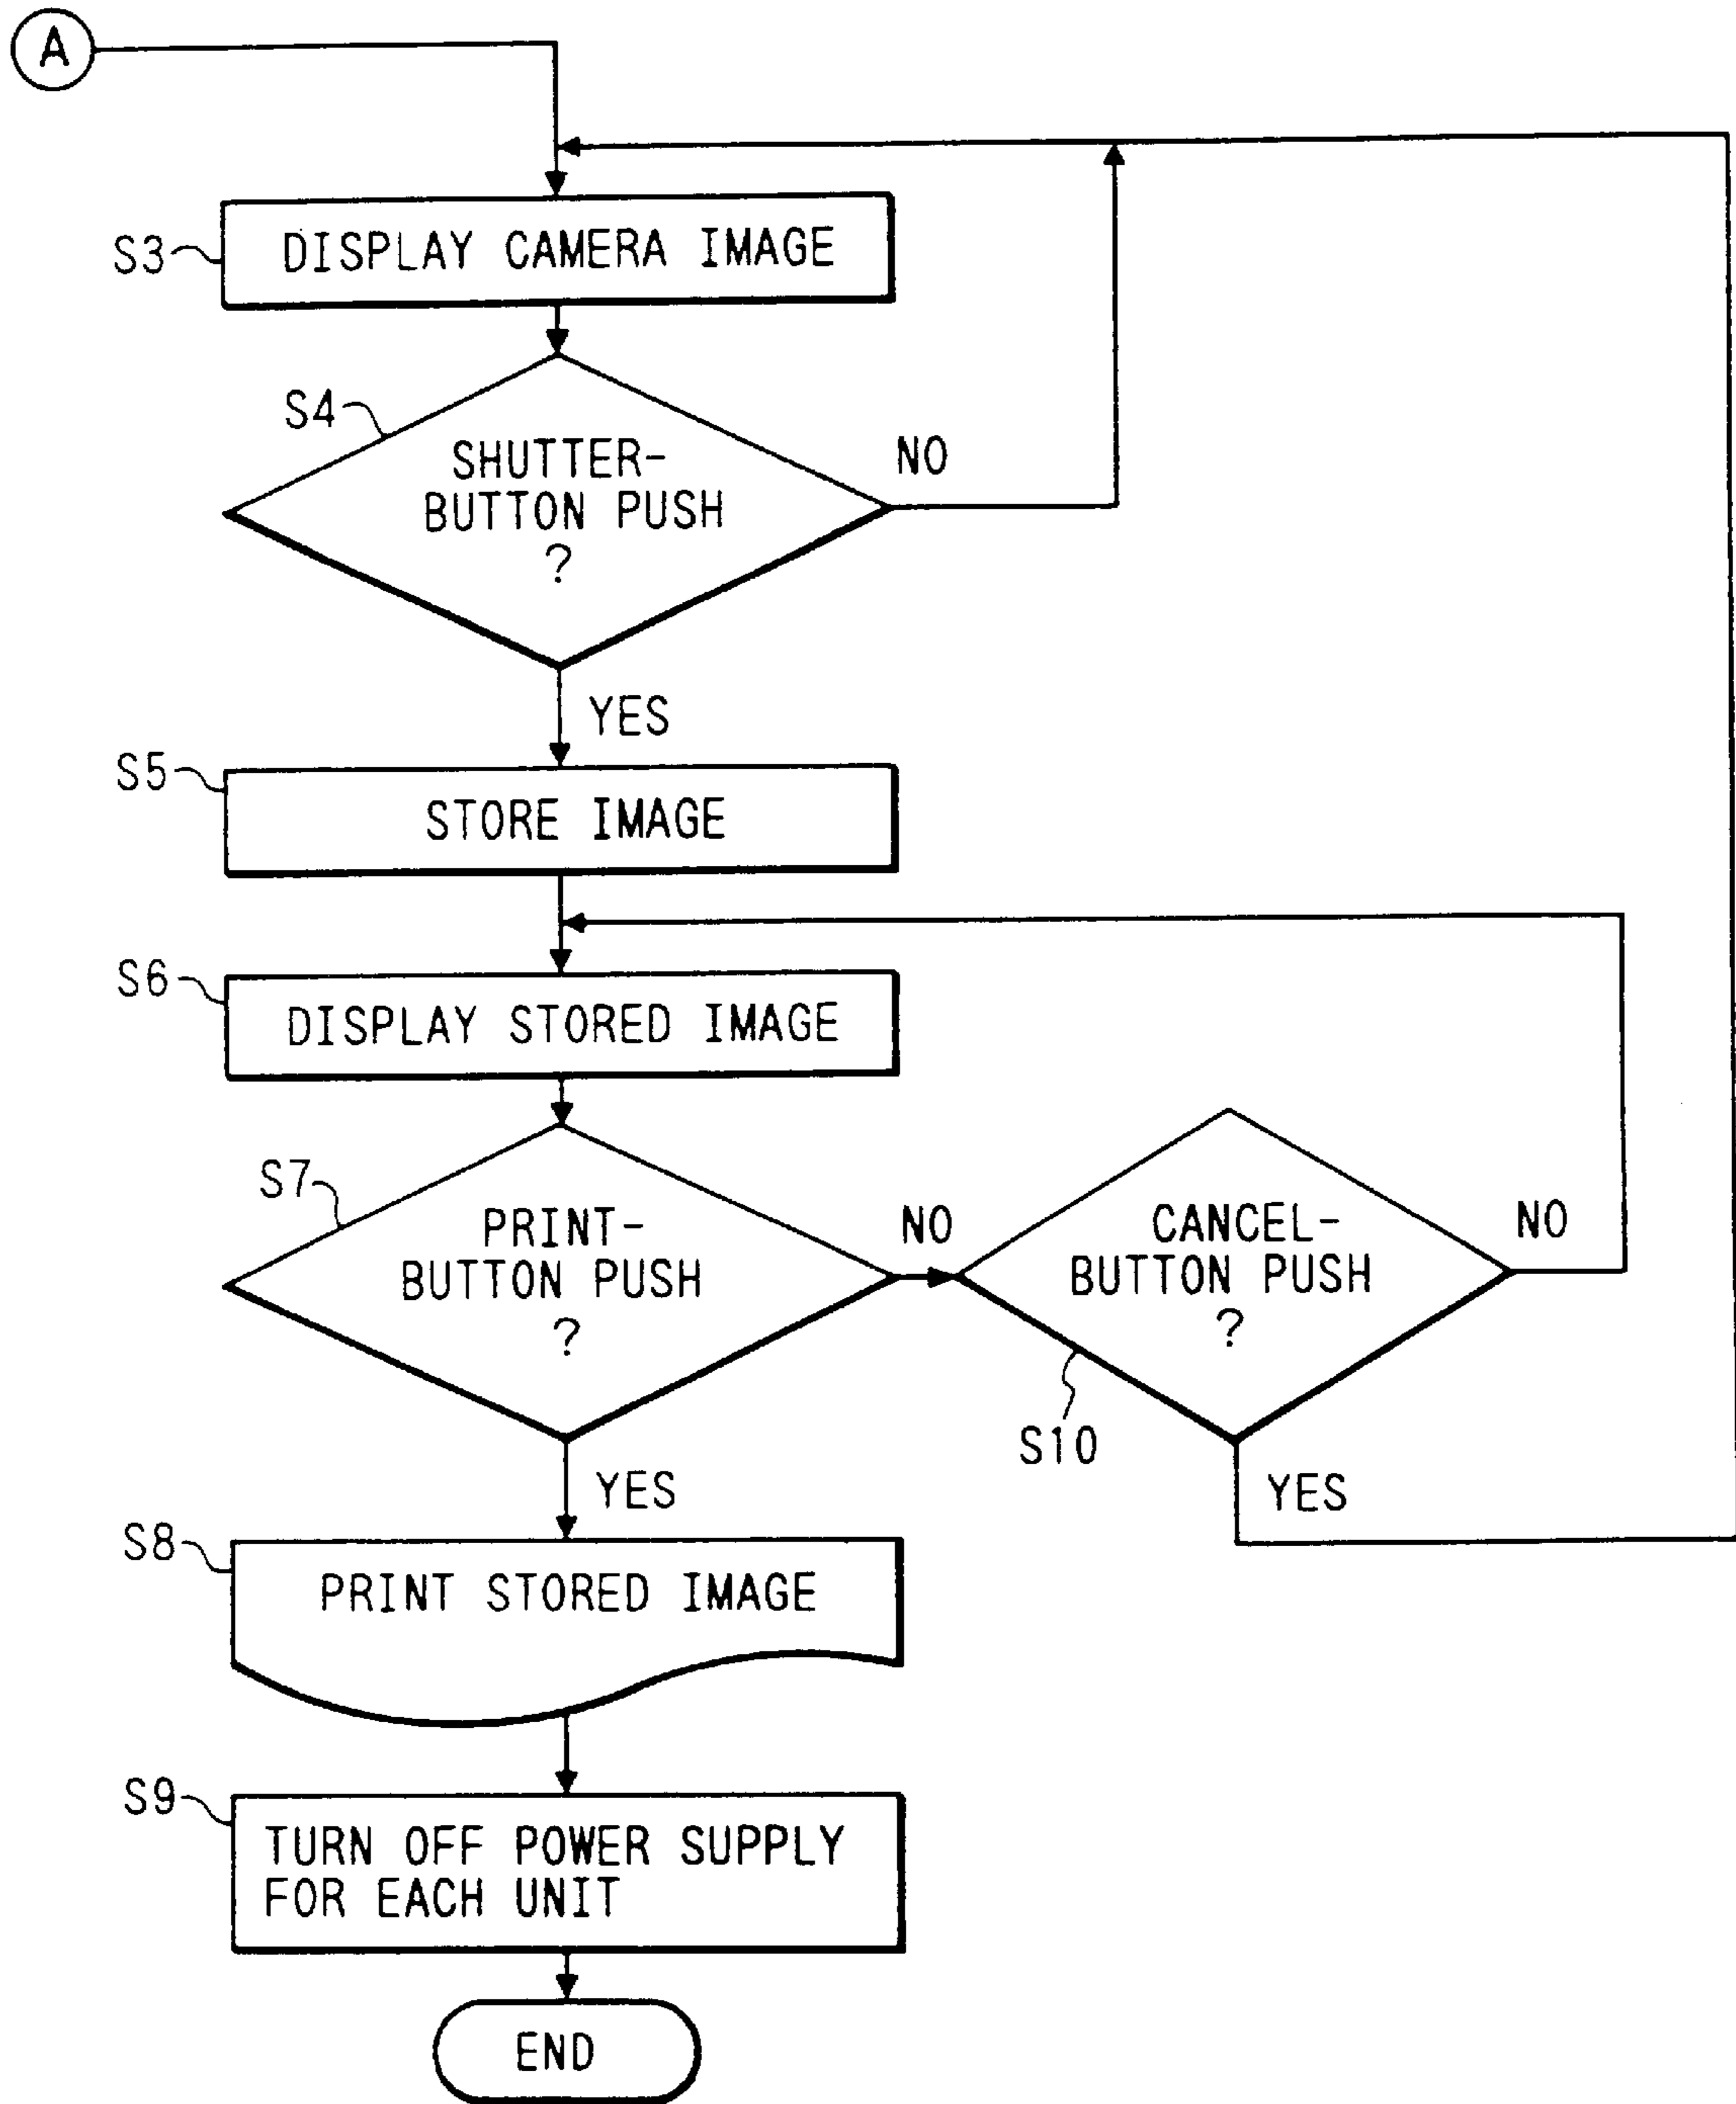 A
S3
DISPLAY CAMERA IMAGE
S4
SHUTTER-
BUTTON PUSH
?
NO
YES
S5
STORE IMAGE
S6
DISPLAY STORED IMAGE
S7
PRINT-
BUTTON PUSH
?
NO
CANCEL-
BUTTON PUSH
?
NO
S10
YES
YES
S8
PRINT STORED IMAGE
S9
TURN OFF POWER SUPPLY
FOR EACH UNIT
END